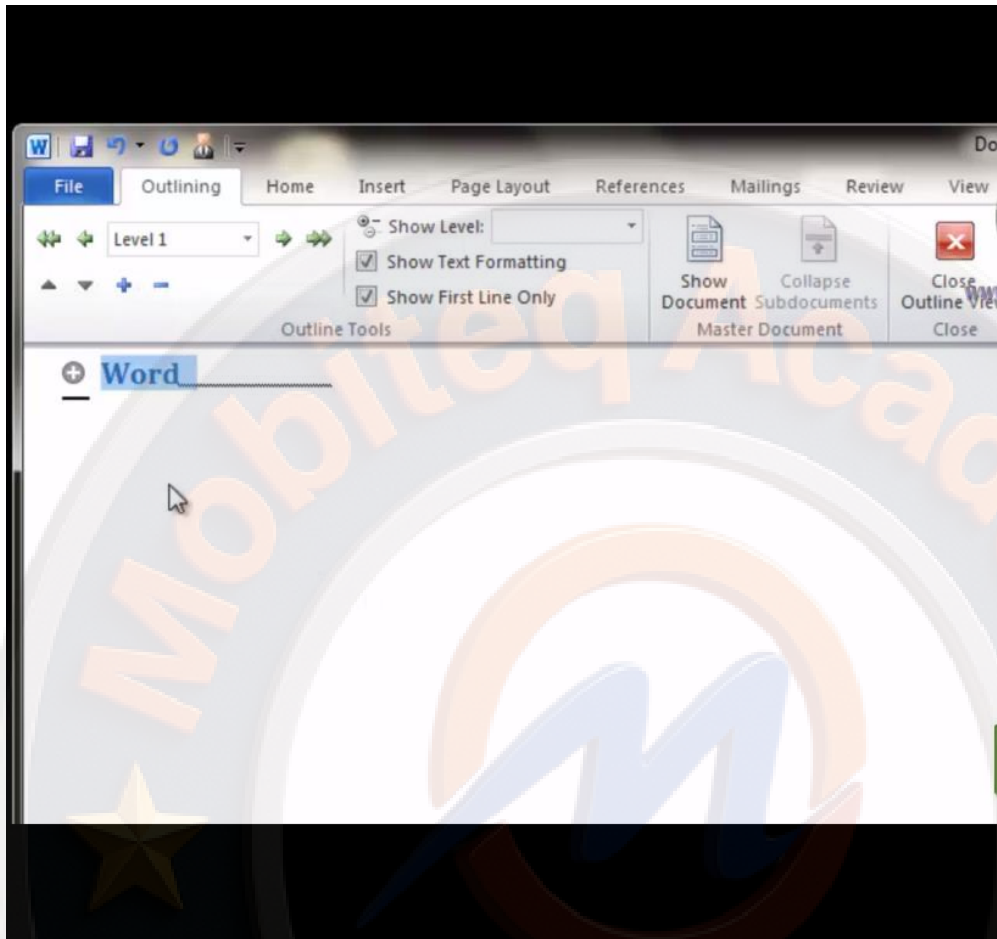 Do
File Outlining Home Insert Page Layout References Mailings Review View
Level 1
Show Level:
Show Text Formatting
Show First Line Only
Outline Tools
Show Document
Collapse Subdocuments
Master Document
Close
Outline View
Close
Word
Mobiteq Acad